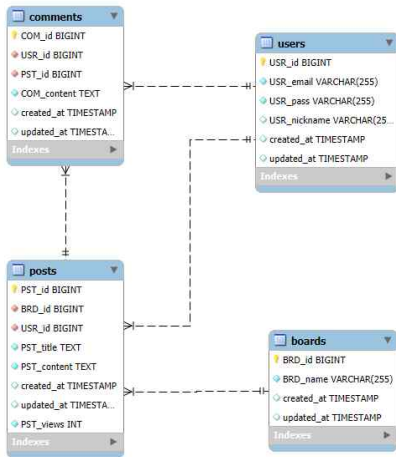 comments
COM_id BIGINT
USR_id BIGINT
PST_id BIGINT
COM_content TEXT
created_at TIMESTAMP
updated_at TIMESTA...
Indexes
users
USR_id BIGINT
USR_email VARCHAR(255)
USR_pass VARCHAR(255)
USR_nickname VARCHAR(25...
created_at TIMESTAMP
updated_at TIMESTAMP
Indexes
posts
PST_id BIGINT
BRD_id BIGINT
USR_id BIGINT
PST_title TEXT
PST_content TEXT
created_at TIMESTAMP
updated_at TIMESTA...
PST_views INT
Indexes
boards
BRD_id BIGINT
BRD_name VARCHAR(255)
created_at TIMESTAMP
updated_at TIMESTAMP
Indexes